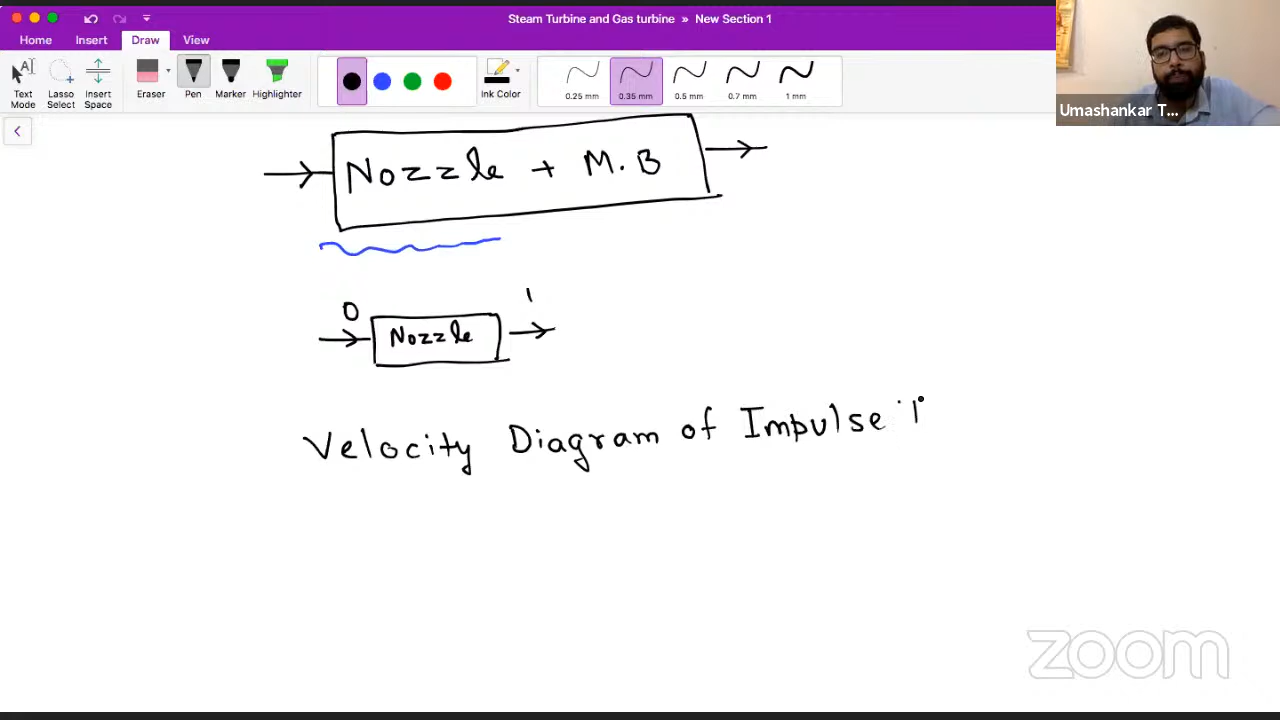 Steam Turbine and Gas turbine » New Section 1
Home Insert Draw View
Text Mode Lasso Select Insert Space Eraser Pen Marker Highlighter Ink Color 0.25 mm 0.35 mm 0.5 mm 0.7 mm 1 mm
Umashankar T...
Nozzle + M.B
0 1
Nozzle
Velocity Diagram of Impulse
zoom